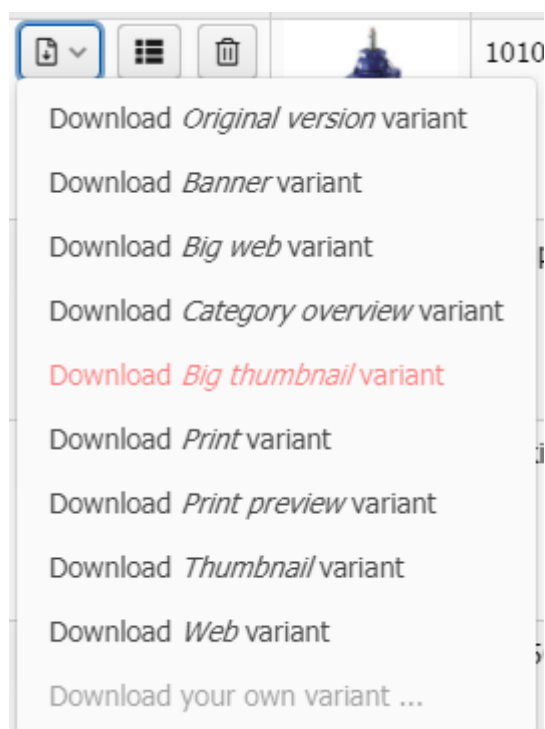 1010
Download Original version variant
Download Banner variant
Download Big web variant
Download Category overview variant
Download Big thumbnail variant
Download Print variant
Download Print preview variant
Download Thumbnail variant
Download Web variant
Download your own variant ...